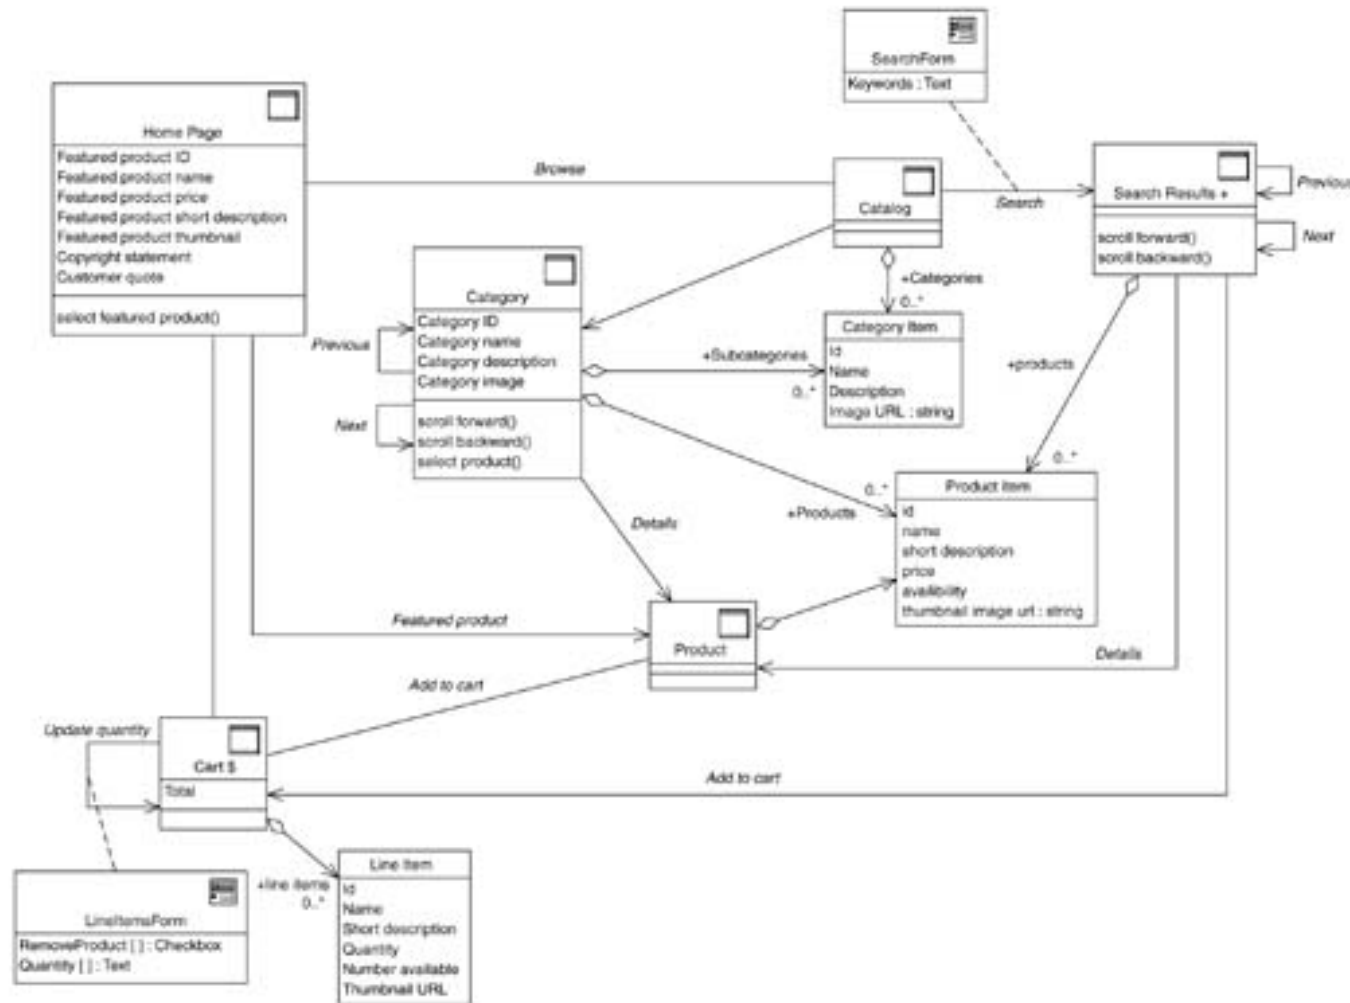 SearchForm
Keywords : Text
Home Page
Featured product ID
Featured product name
Featured product price
Featured product short description
Featured product thumbnail
Copyright statement
Customer quote
select featured product()
Browse
Catalog
Search
Search Results +
scroll forward()
scroll backward()
Previous
Next
+Categories
0..*
Category
Category ID
Category name
Category description
Category image
scroll forward()
scroll backward()
select product()
Previous
Next
+Subcategories
0..*
Category Item
Id
Name
Description
Image URL : string
+products
0..*
+Products
0..*
Product Item
id
name
short description
price
availibility
thumbnail image url : string
Details
Featured product
Product
Details
Add to cart
Update quantity
Cart $
Total
Add to cart
+line items
0..*
Line Item
Id
Name
Short description
Quantity
Number available
Thumbnail URL
LineItemsForm
RemoveProduct [ ] : Checkbox
Quantity [ ] : Text